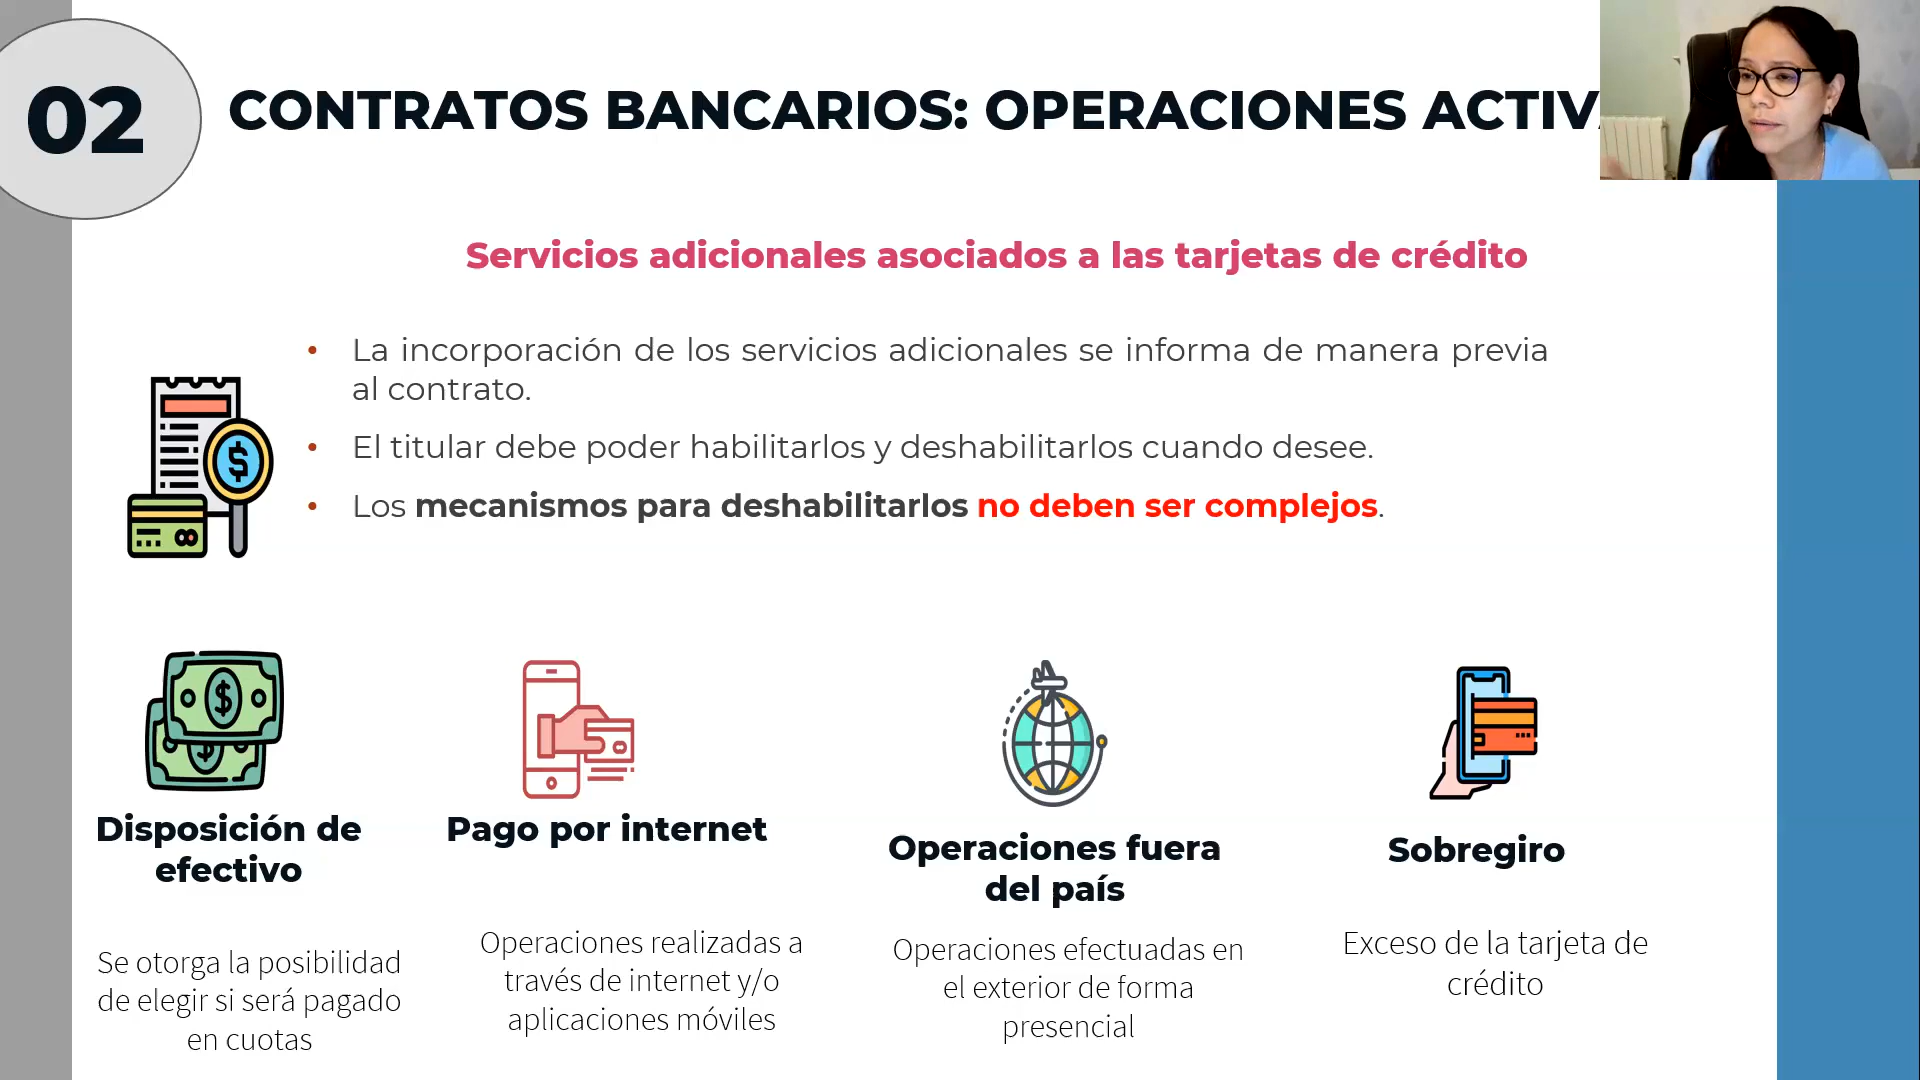 02
CONTRATOS BANCARIOS: OPERACIONES
Servicios adicionales asociados a las tarjetas de crédito
• La incorporación de los servicios adicionales se informa de manera previa
al contrato.
• El titular debe poder habilitarlos y deshabilitarlos cuando desee.
• Los mecanismos para deshabilitarlos no deben ser complejos.
Disposición de
efectivo
Se otorga la posibilidad
de elegir si será pagado
en cuotas
Pago por internet
Operaciones realizadas a
través de internet y/o
aplicaciones móviles
Operaciones fuera
del país
Operaciones efectuadas en
el exterior de forma
presencial
Sobregiro
Exceso de la tarjeta de
crédito